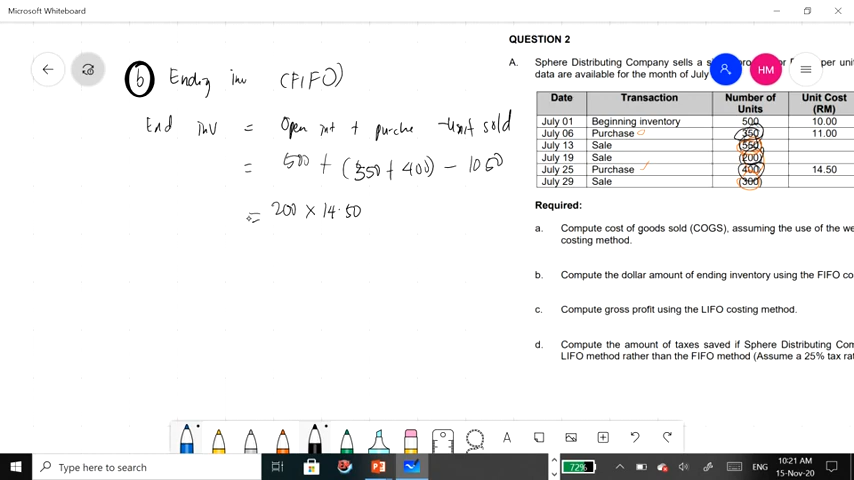 Microsoft Whiteboard
b Ending inv (FIFO)
End inv = Open int + purche - unit sold
= 500 + (350 + 400) - 1050
= 200 × 14.50
QUESTION 2
A. Sphere Distributing Company sells a per uni
data are available for the month of July
HM
Date Transaction Number of Units Unit Cost (RM)
July 01 Beginning inventory 500 10.00
July 06 Purchase 350 11.00
July 13 Sale 550
July 19 Sale 200
July 25 Purchase 400 14.50
July 29 Sale 300
Required:
a. Compute cost of goods sold (COGS), assuming the use of the we
costing method.
b. Compute the dollar amount of ending inventory using the FIFO co
c. Compute gross profit using the LIFO costing method.
d. Compute the amount of taxes saved if Sphere Distributing Com
LIFO method rather than the FIFO method (Assume a 25% tax rat
Type here to search
72%
ENG
10:21 AM
15-Nov-20